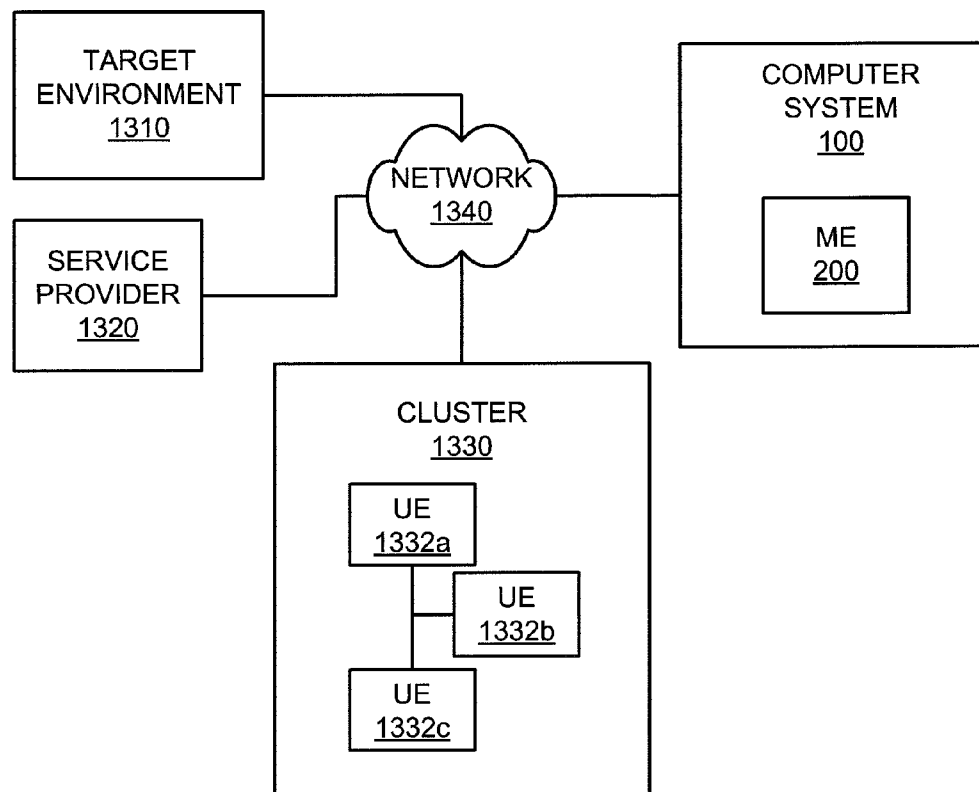 TARGET
ENVIRONMENT
1310
SERVICE
PROVIDER
1320
NETWORK
1340
COMPUTER
SYSTEM
100
ME
200
CLUSTER
1330
UE
1332a
UE
1332b
UE
1332c